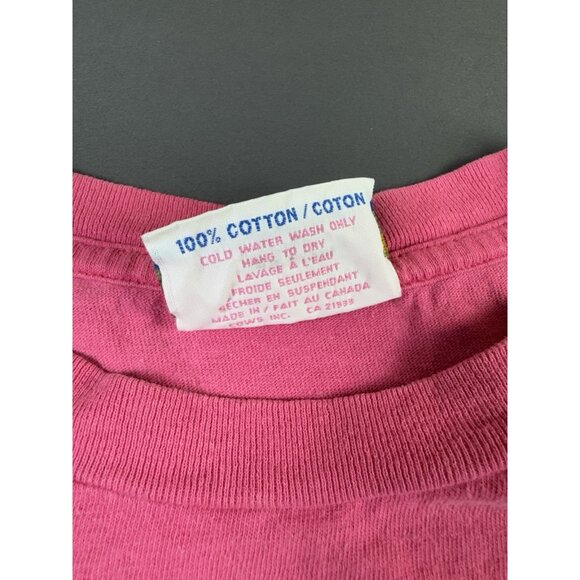 100% COTTON / COTON
COLD WATER WASH ONLY
HANG TO DRY
LAVAGE À L'EAU
FROIDE SEULEMENT
SÉCHER EN SUSPENDANT
MADE IN / FAIT AU CANADA
COWS INC. CA 21999